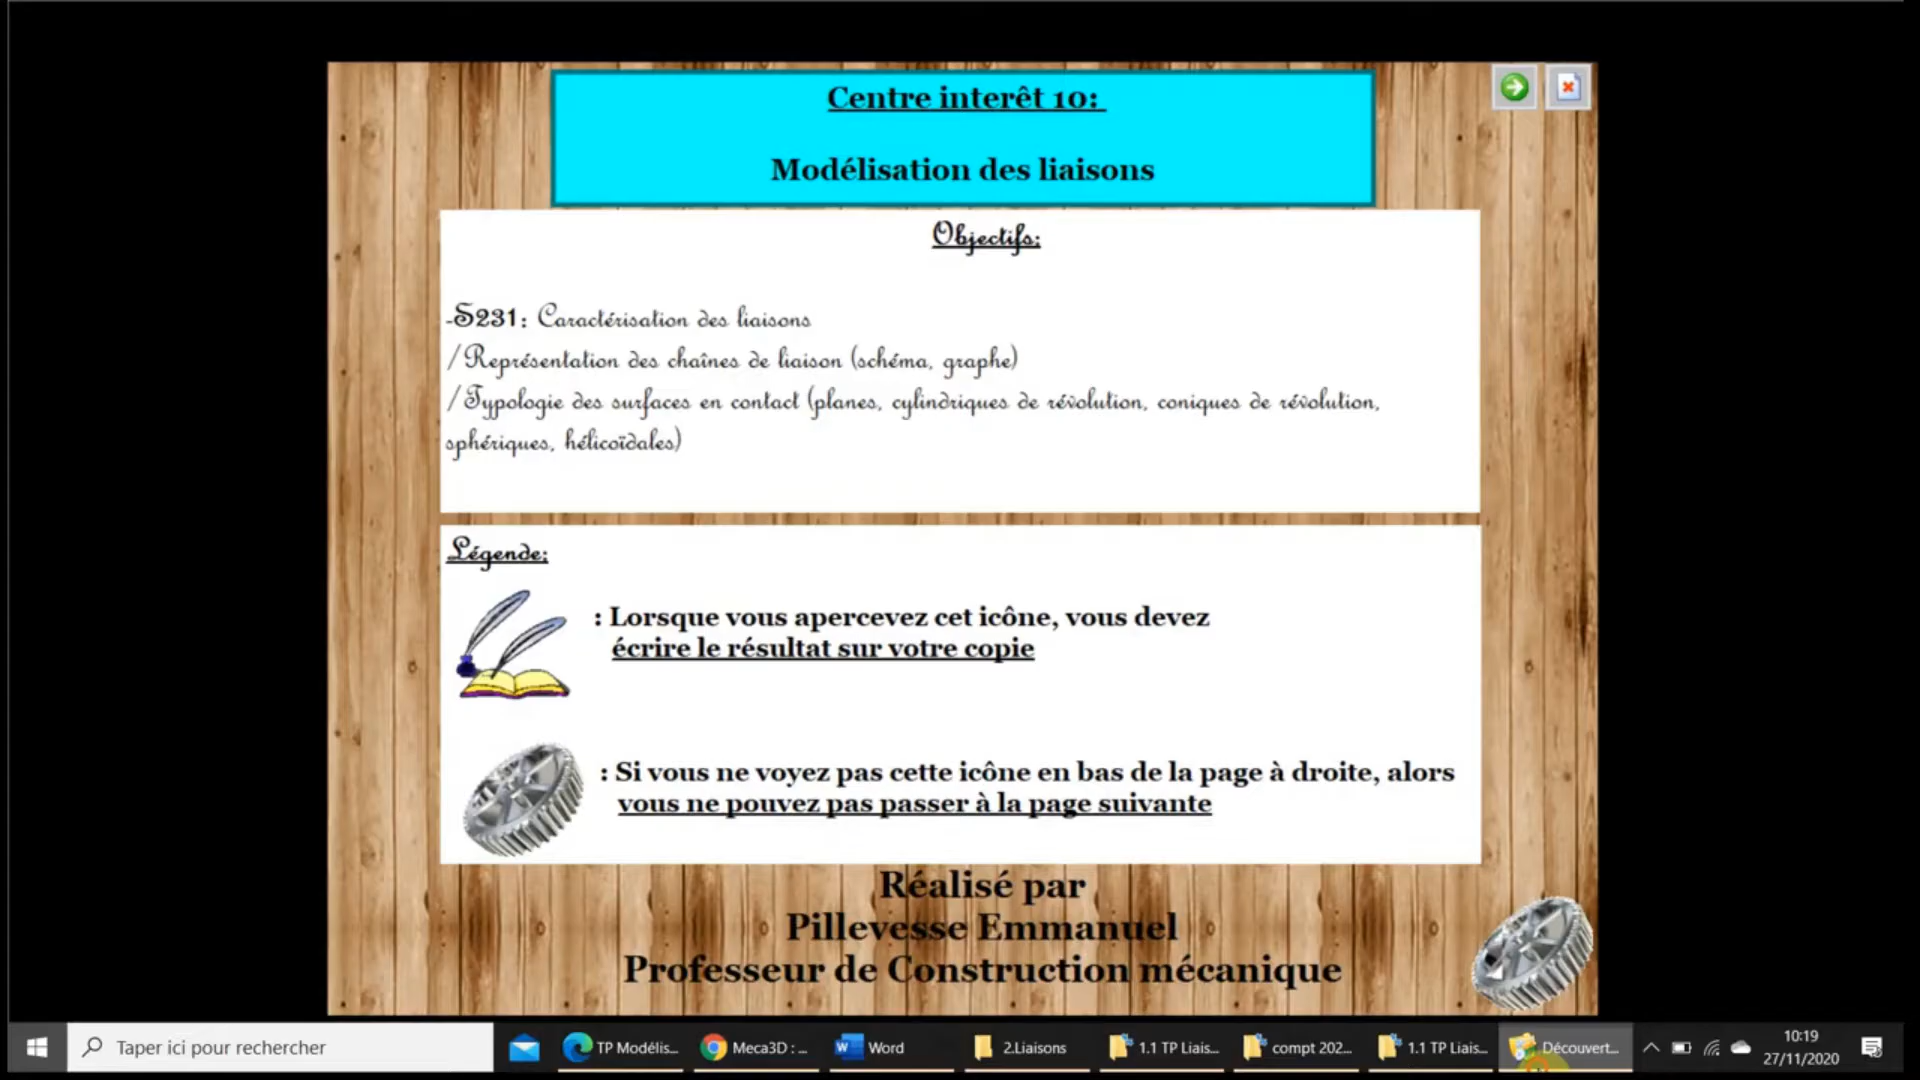 Centre interêt 10:
Modélisation des liaisons
Objectifs:
-S231: Caractérisation des liaisons
/Représentation des chaînes de liaison (schéma, graphe)
/Typologie des surfaces en contact (planes, cylindriques de révolution, coniques de révolution,
sphériques, hélicoïdales)
Légende:
: Lorsque vous apercevez cet icône, vous devez
écrire le résultat sur votre copie
: Si vous ne voyez pas cette icône en bas de la page à droite, alors
vous ne pouvez pas passer à la page suivante
Réalisé par
Pillevesse Emmanuel
Professeur de Construction mécanique
Taper ici pour rechercher
TP Modélis...
Meca3D : ...
Word
2.Liaisons
1.1 TP Liais...
compt 202...
1.1 TP Liais...
Découvert...
10:19
27/11/2020